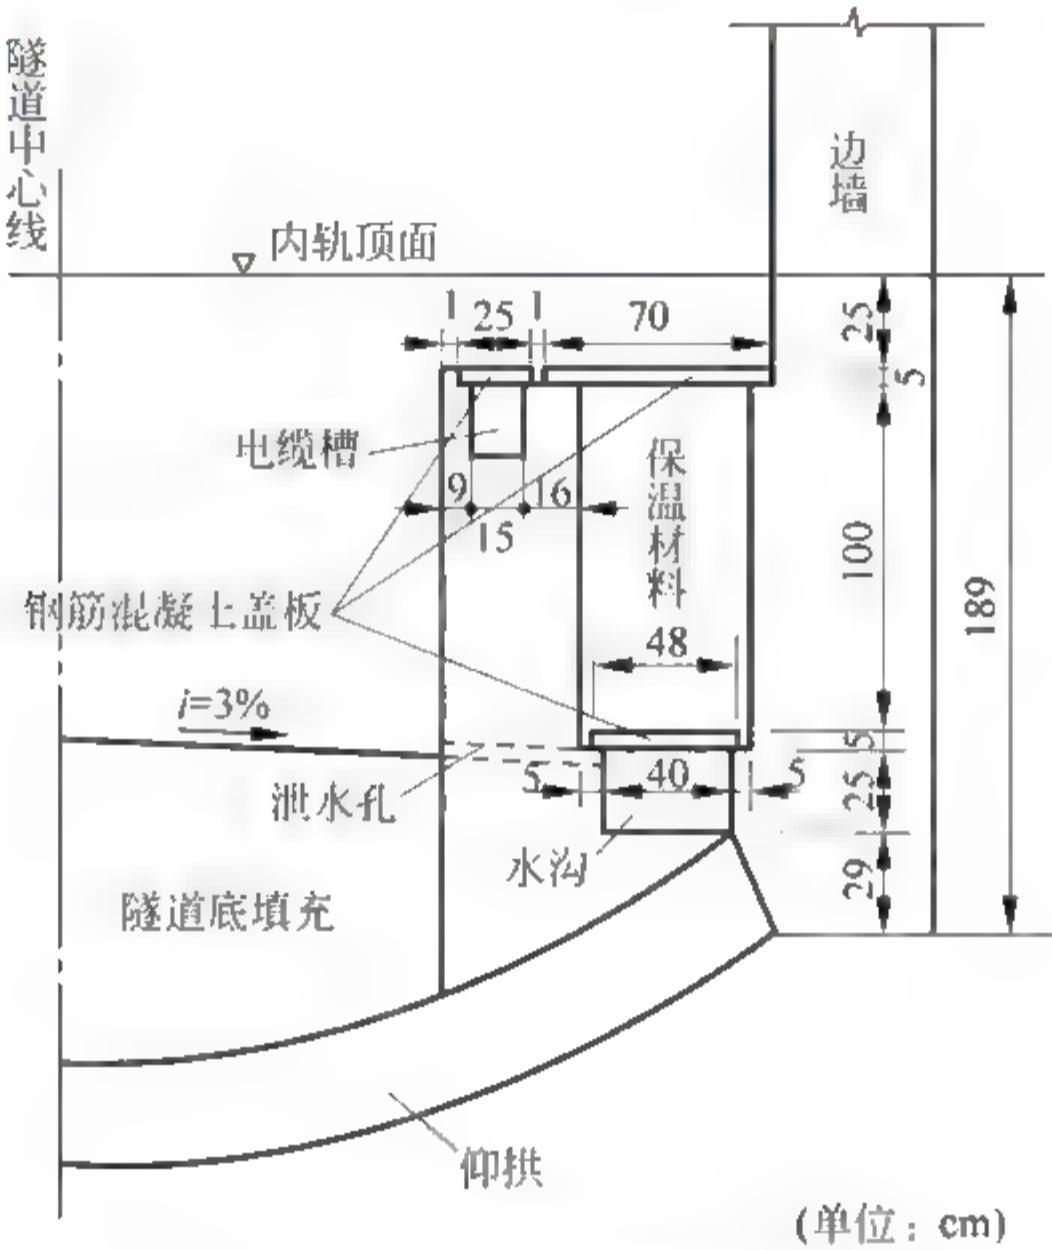 隧道中心线
边墙
内轨顶面
1 25 1 70
25
5
电缆槽
保温材料
9 15 16
100
189
钢筋混凝土盖板
48
i=3%
5
5 40 5
25
泄水孔
水沟
29
隧道底填充
仰拱
(单位：cm)